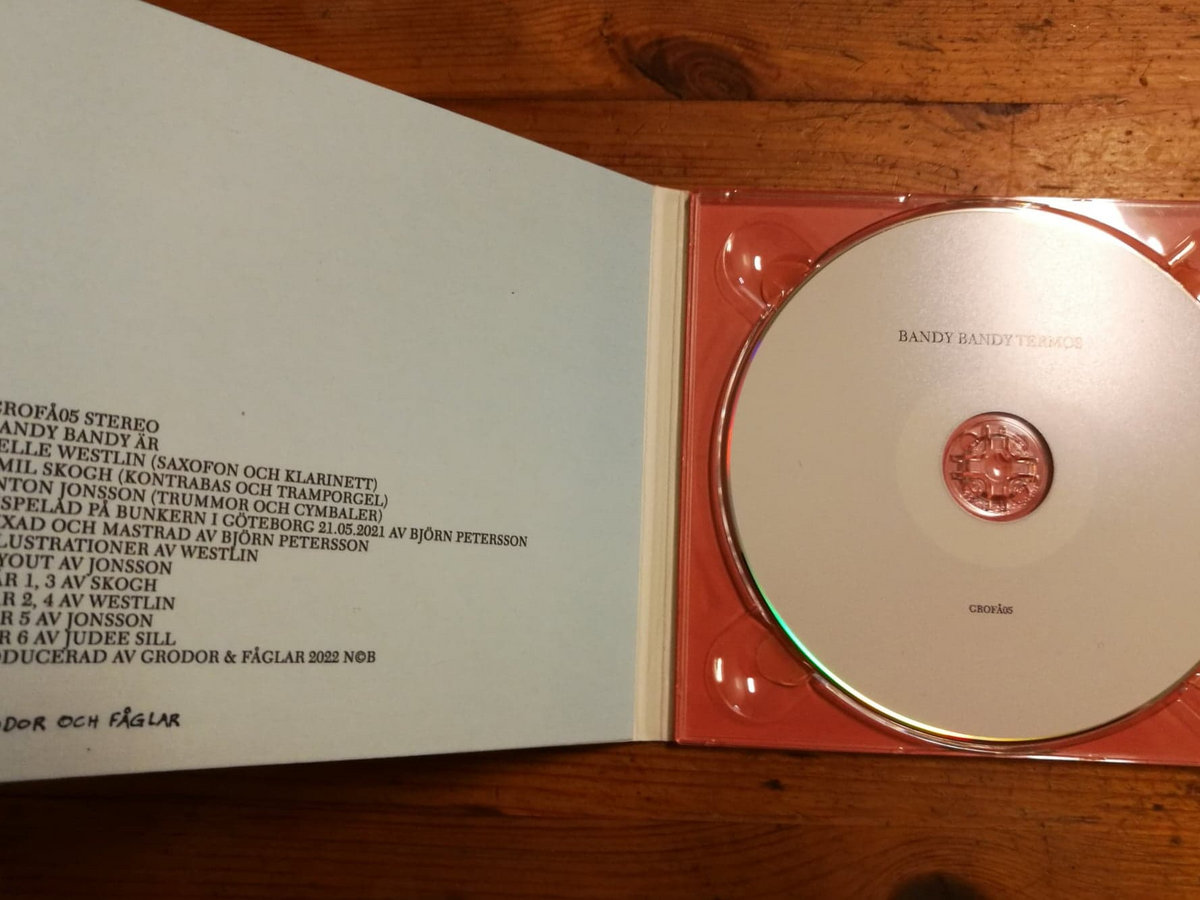 GROFÅ05 STEREO
BANDY BANDY ÄR
ELLE WESTLIN (SAXOFON OCH KLARINETT)
MIL SKOGH (KONTRABAS OCH TRAMPORGEL)
NTON JONSSON (TRUMMOR OCH CYMBALER)
SPELAD PÅ BUNKERN I GÖTEBORG 21.05.2021 AV BJÖRN PETERSSON
XAD OCH MASTRAD AV BJÖRN PETERSSON
LUSTRATIONER AV WESTLIN
YOUT AV JONSSON
AR 1, 3 AV SKOGH
R 2, 4 AV WESTLIN
R 5 AV JONSSON
R 6 AV JUDEE SILL
ODUCERAD AV GRODOR & FÅGLAR 2022 N©B
ODOR OCH FÅGLAR
BANDY BANDY TERMOS
GROFÅ05